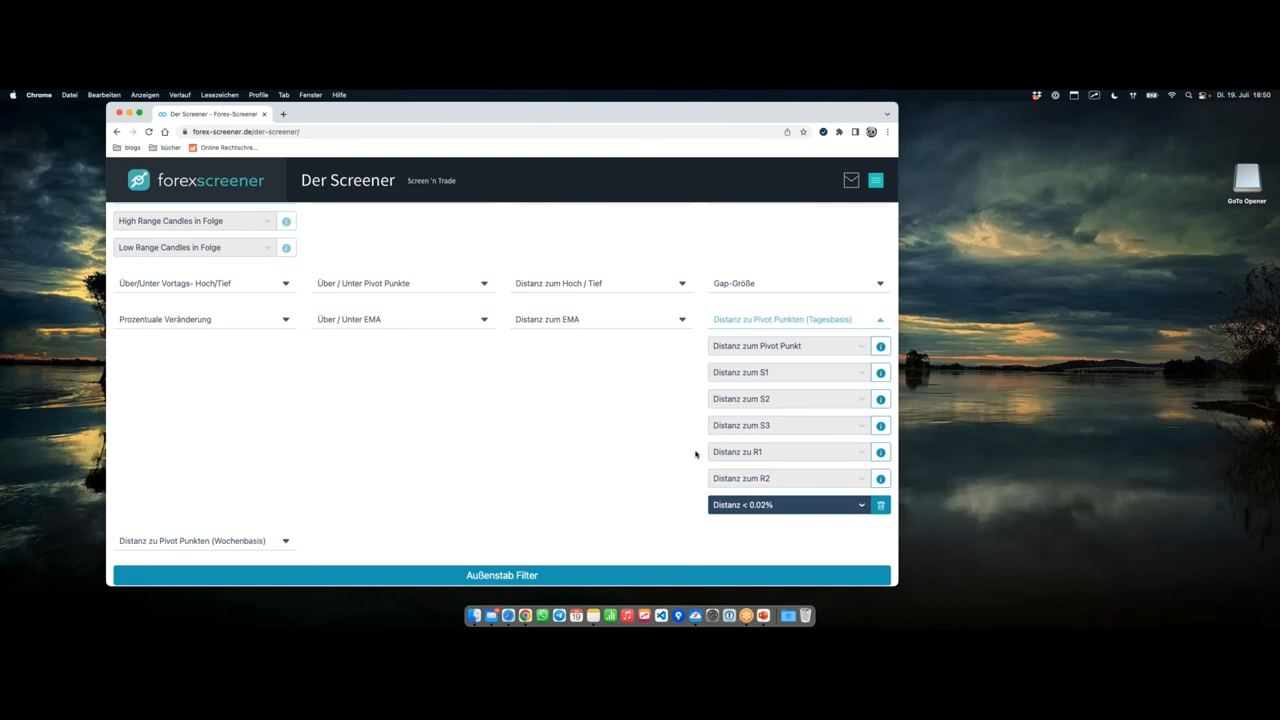 Chrome Datei Bearbeiten Anzeigen Verlauf Lesezeichen Profile Tab Fenster Hilfe
Di. 19. Juli 18:50
Der Screener - Forex-Screener
forex-screener.de/der-screener/
blogs bücher Online Rechtschre...
forexscreener
Der Screener Screen 'n Trade
GoTo Opener
High Range Candles in Folge
Low Range Candles in Folge
Über/Unter Vortags- Hoch/Tief Über / Unter Pivot Punkte Distanz zum Hoch / Tief Gap-Größe
Prozentuale Veränderung Über / Unter EMA Distanz zum EMA Distanz zu Pivot Punkten (Tagesbasis)
Distanz zum Pivot Punkt
Distanz zum S1
Distanz zum S2
Distanz zum S3
Distanz zu R1
Distanz zum R2
Distanz < 0.02%
Distanz zu Pivot Punkten (Wochenbasis)
Außenstab Filter